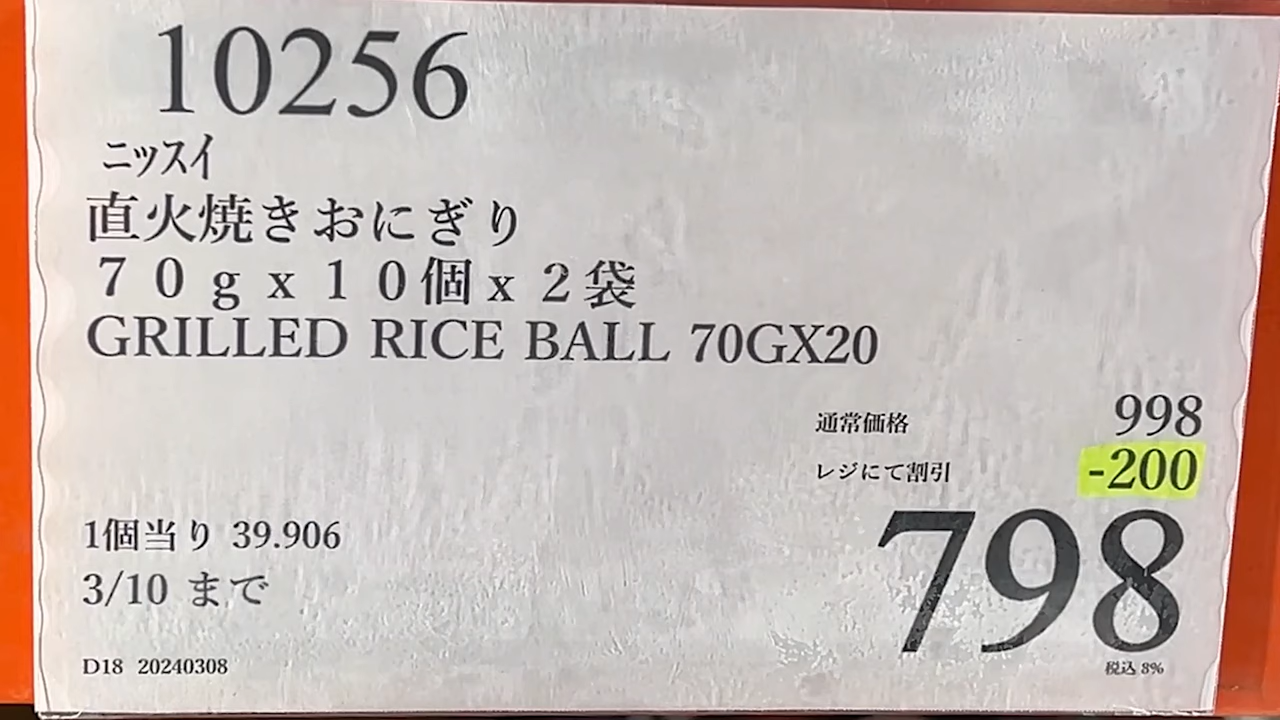 10256
ニッスイ
直火焼きおにぎり
７０ｇｘ１０個ｘ２袋
GRILLED RICE BALL 70GX20
通常価格 998
レジにて割引 -200
798
税込 8%
1個当り 39.906
3/10 まで
D18 20240308